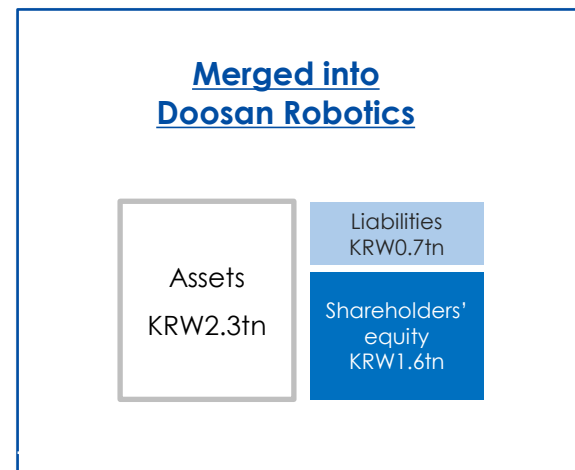 Merged into
Doosan Robotics
Assets
KRW2.3tn
Liabilities
KRW0.7tn
Shareholders’
equity
KRW1.6tn